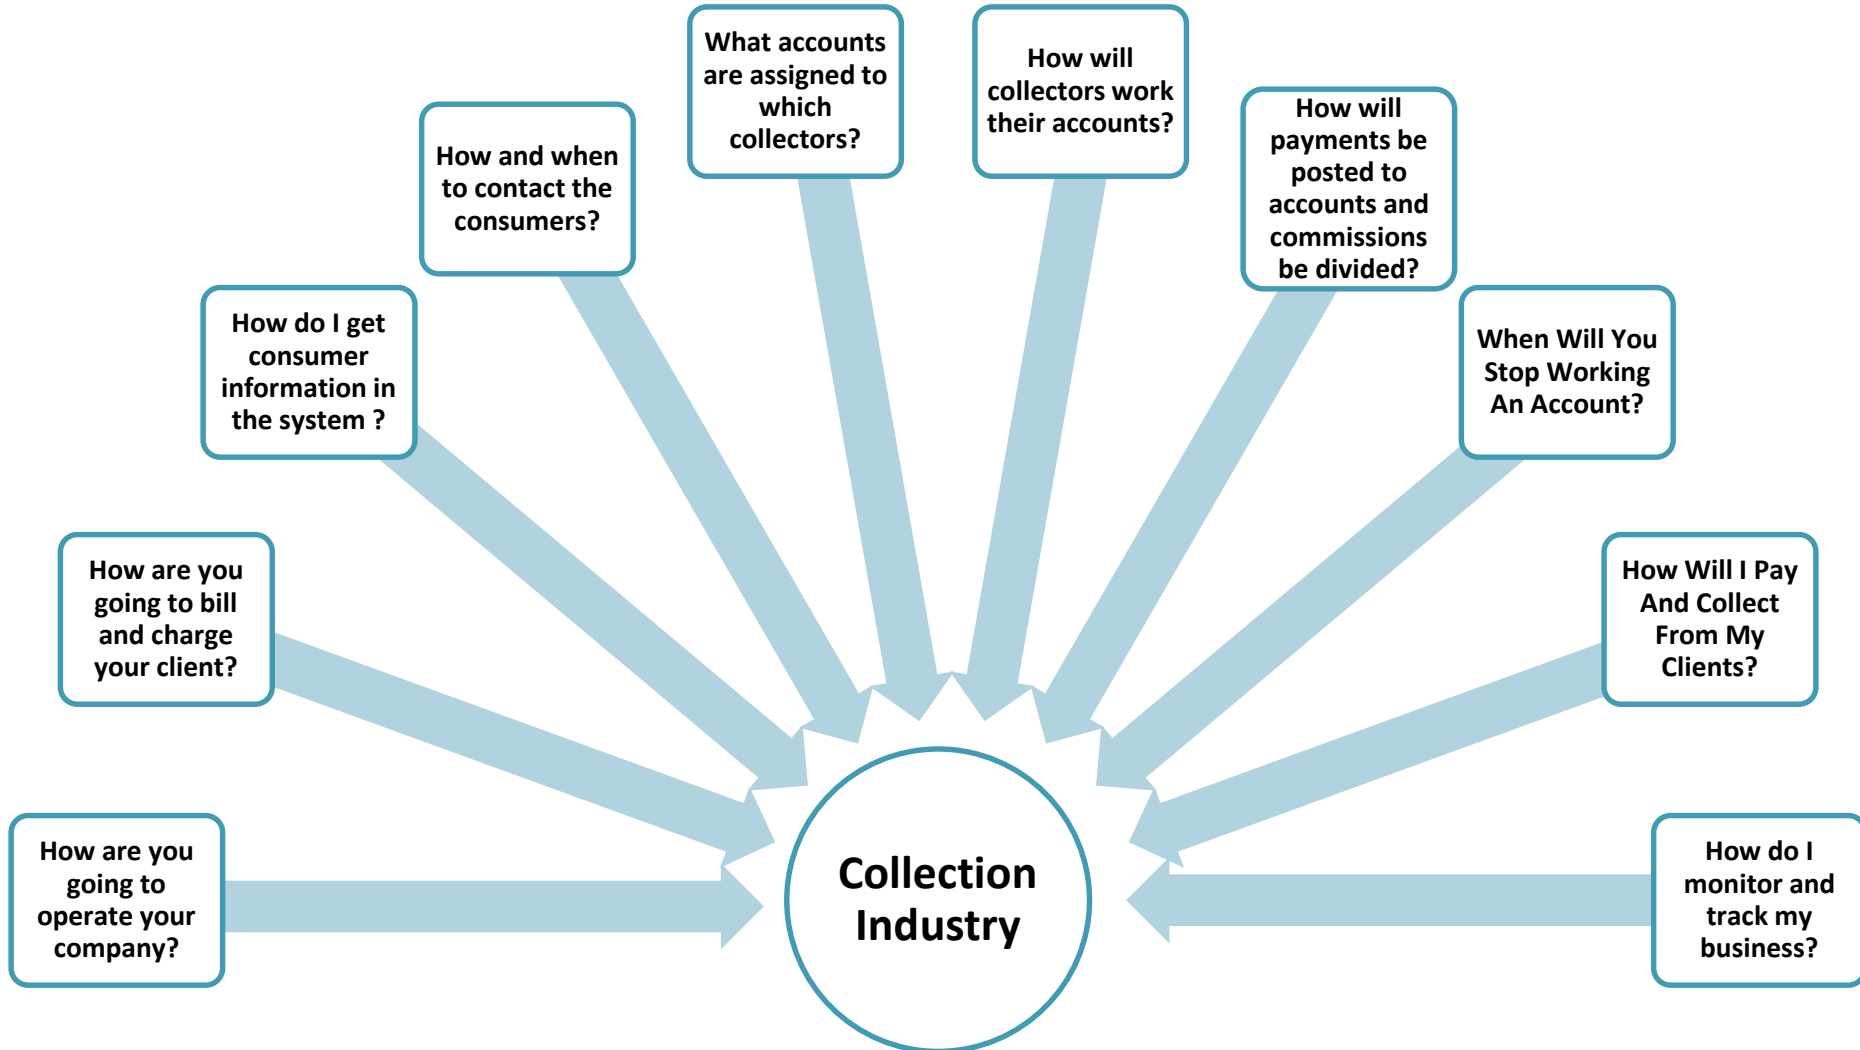 How are you
going to
operate your
company?
How are you
going to bill
and charge
your client?
How do I get
consumer
information in
the system ?
How and when
to contact the
consumers?
What accounts
are assigned to
which
collectors?
How will
collectors work
their accounts?
How will
payments be
posted to
accounts and
commissions
be divided?
When Will You
Stop Working
An Account?
How Will I Pay
And Collect
From My
Clients?
How do I
monitor and
track my
business?
Collection
Industry